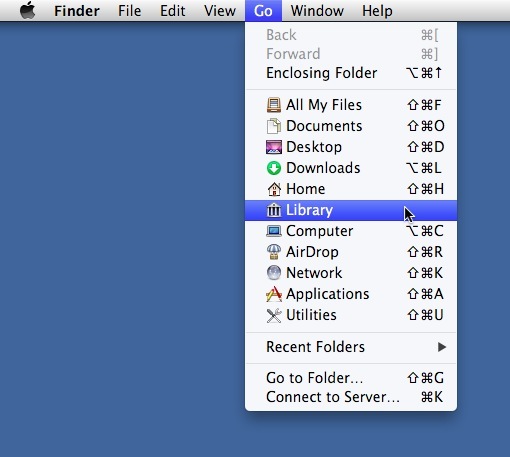 Finder File Edit View Go Window Help
Back ⌘[
Forward ⌘]
Enclosing Folder ⌥⌘↑
All My Files ⇧⌘F
Documents ⇧⌘O
Desktop ⇧⌘D
Downloads ⌥⌘L
Home ⇧⌘H
Library
Computer ⌥⌘C
AirDrop ⇧⌘R
Network ⇧⌘K
Applications ⇧⌘A
Utilities ⇧⌘U
Recent Folders ▶
Go to Folder... ⇧⌘G
Connect to Server... ⌘K